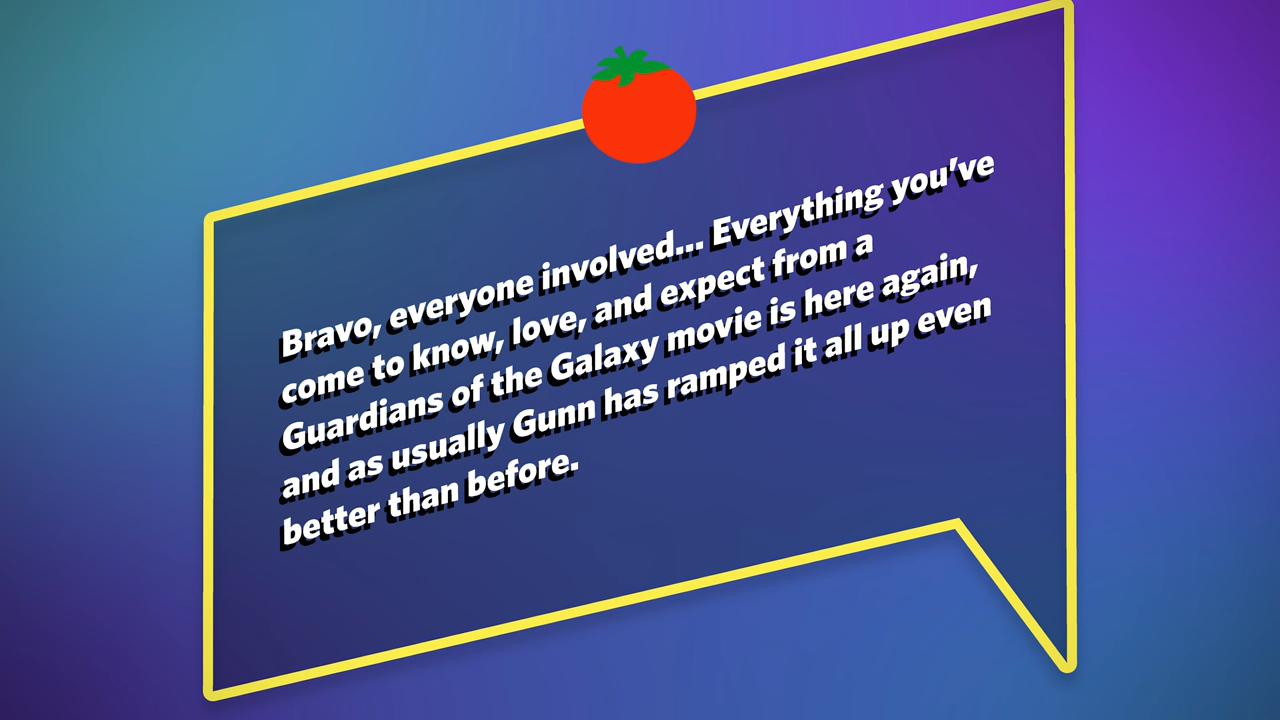 Bravo, everyone involved... Everything you've
come to know, love, and expect from a
Guardians of the Galaxy movie is here again,
and as usually Gunn has ramped it all up even
better than before.